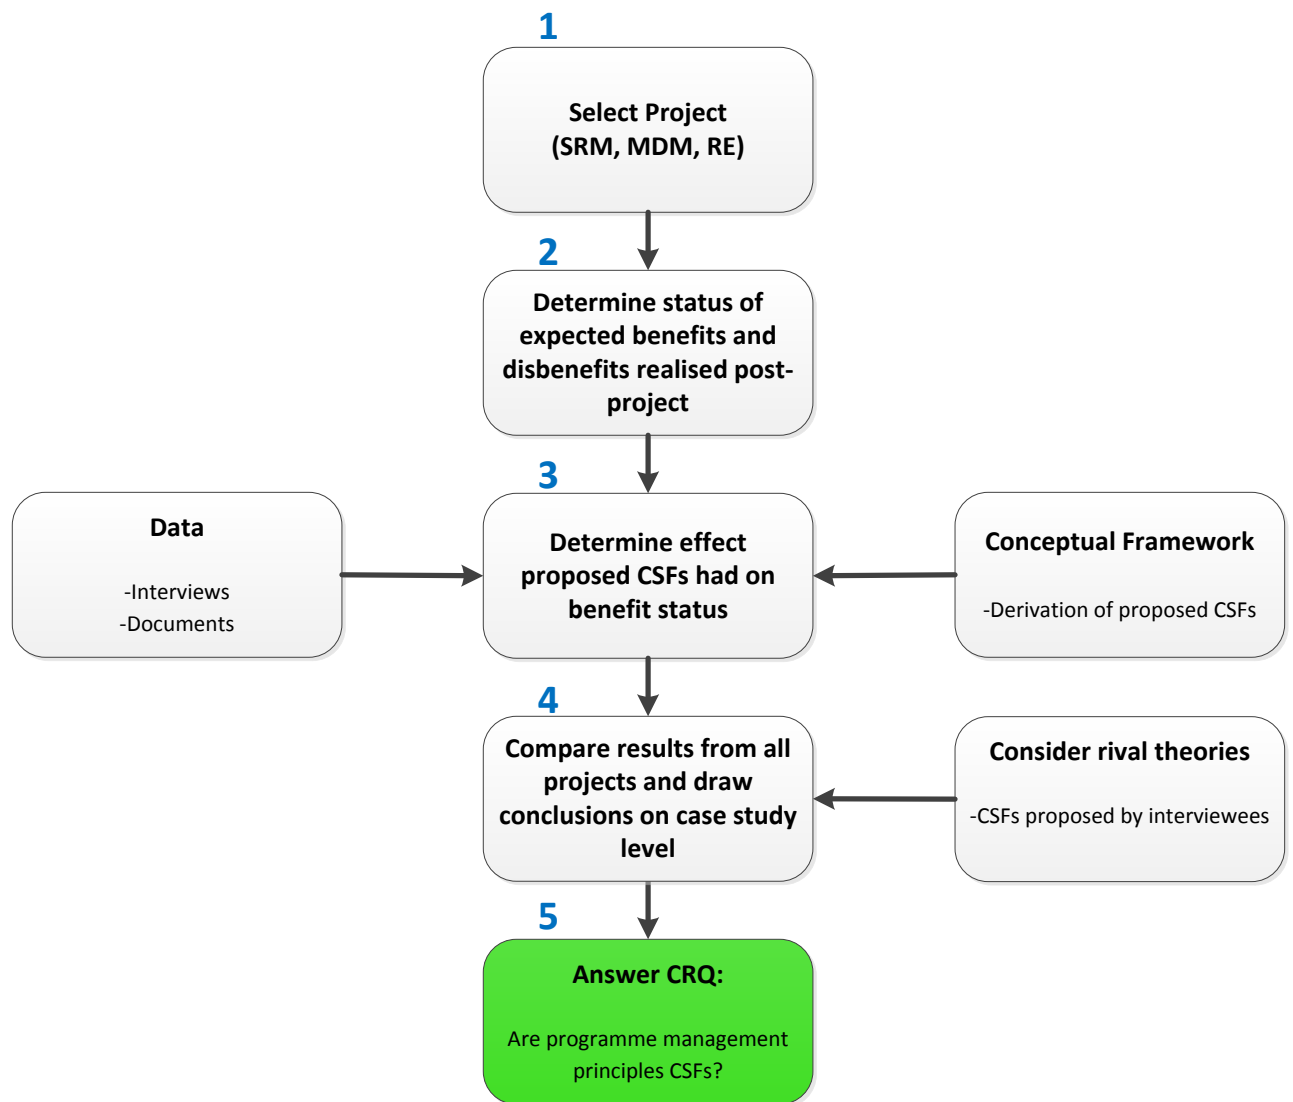 1
Select Project
(SRM, MDM, RE)
2
Determine status of
expected benefits and
disbenefits realised post-
project
3
Data
-Interviews
-Documents
Determine effect
proposed CSFs had on
benefit status
Conceptual Framework
-Derivation of proposed CSFs
4
Compare results from all
projects and draw
conclusions on case study
level
Consider rival theories
-CSFs proposed by interviewees
5
Answer CRQ:
Are programme management
principles CSFs?